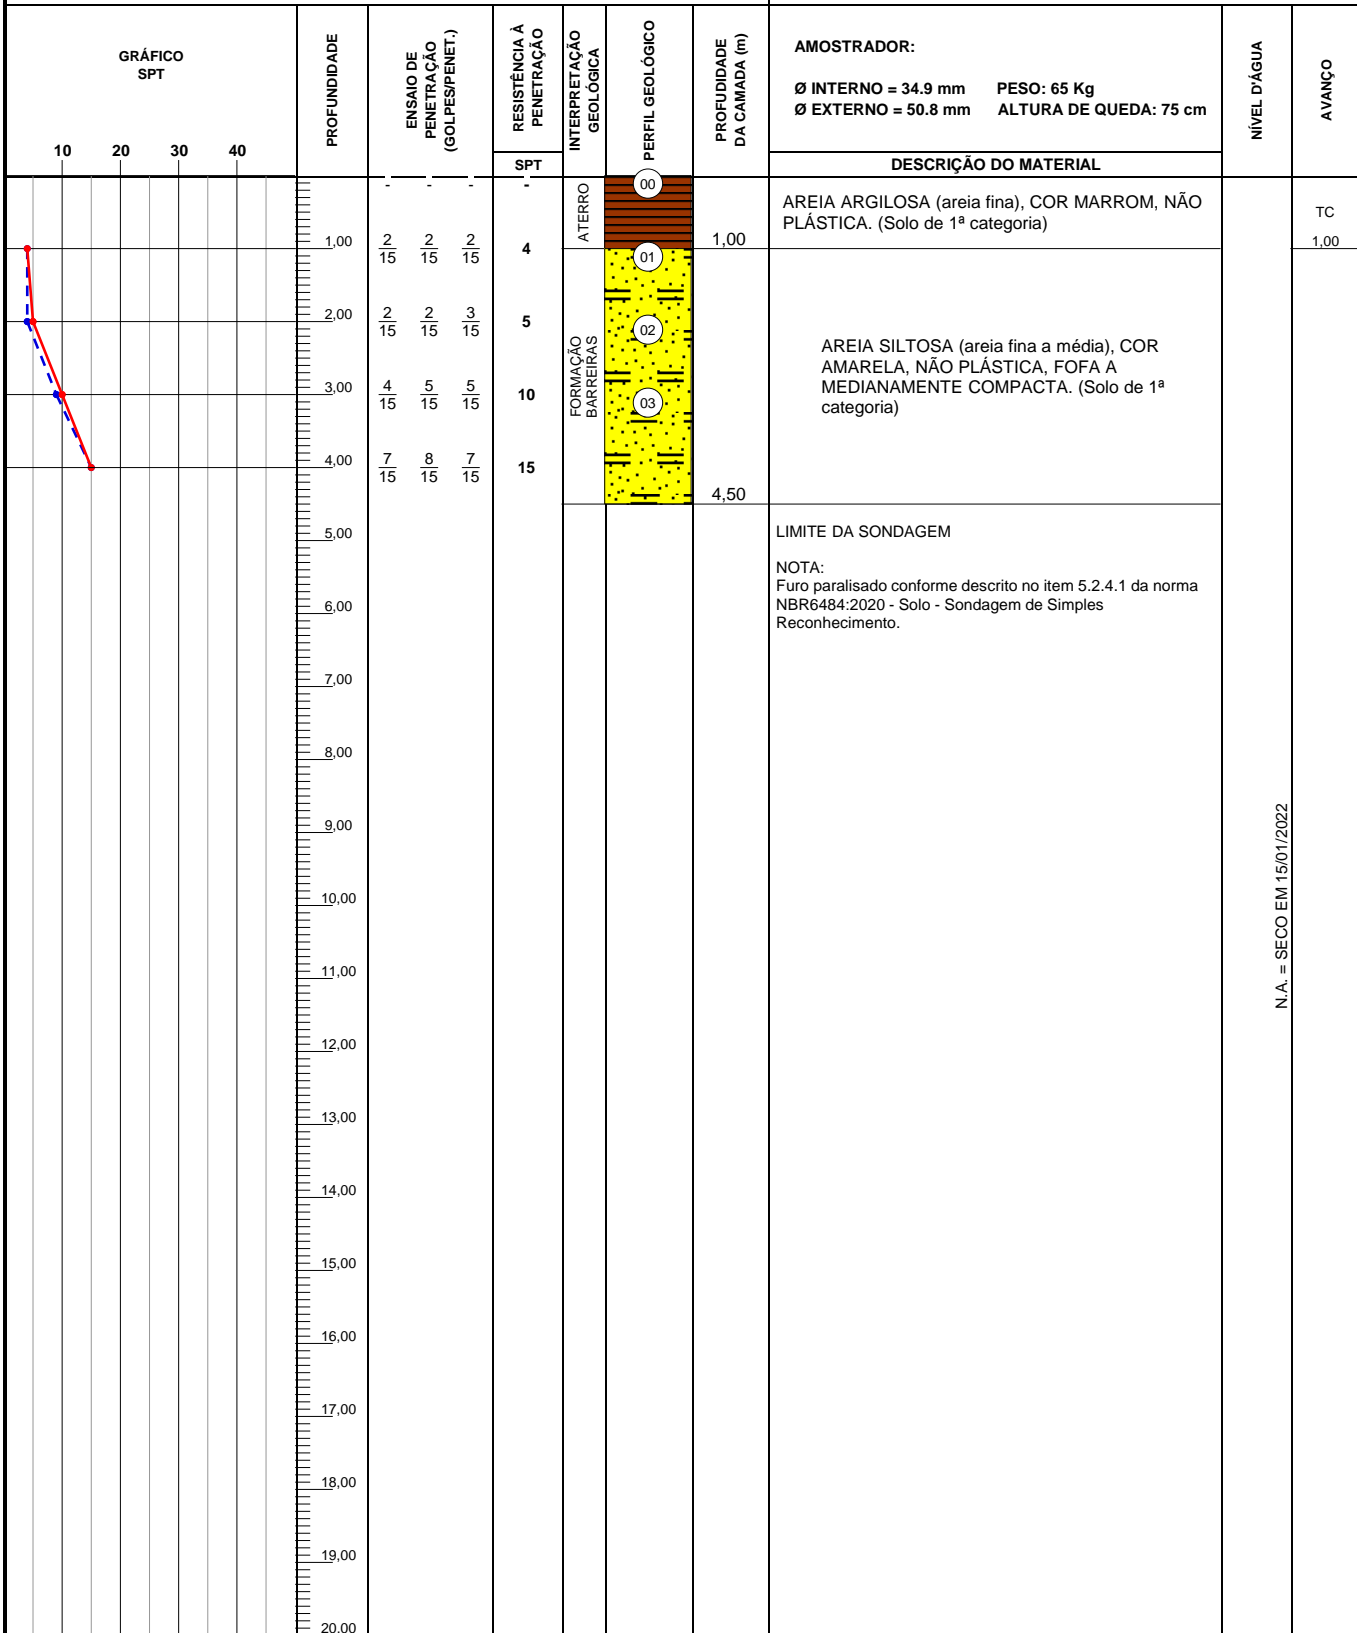 GRÁFICO
SPT
10 20 30 40
PROFUNDIDADE
ENSAIO DE
PENETRAÇÃO
(GOLPES/PENET.)
RESISTÊNCIA À
PENETRAÇÃO
SPT
INTERPRETAÇÃO
GEOLÓGICA
PERFIL GEOLÓGICO
PROFUDIDADE
DA CAMADA (m)
AMOSTRADOR:
Ø INTERNO = 34.9 mm PESO: 65 Kg
Ø EXTERNO = 50.8 mm ALTURA DE QUEDA: 75 cm
DESCRIÇÃO DO MATERIAL
NÍVEL D'ÁGUA
AVANÇO
- - - -
ATERRO
00
AREIA ARGILOSA (areia fina), COR MARROM, NÃO
PLÁSTICA. (Solo de 1ª categoria)
TC
1,00
1,00
2 2 2
15 15 15
4
1,00
01
2,00
2 2 3
15 15 15
5
02
FORMAÇÃO
BARREIRAS
AREIA SILTOSA (areia fina a média), COR
AMARELA, NÃO PLÁSTICA, FOFA A
MEDIANAMENTE COMPACTA. (Solo de 1ª
categoria)
3,00
4 5 5
15 15 15
10
03
4,00
7 8 7
15 15 15
15
4,50
LIMITE DA SONDAGEM
NOTA:
Furo paralisado conforme descrito no item 5.2.4.1 da norma
NBR6484:2020 - Solo - Sondagem de Simples
Reconhecimento.
5,00
6,00
7,00
8,00
9,00
10,00
11,00
12,00
13,00
14,00
15,00
16,00
17,00
18,00
19,00
20,00
N.A. = SECO EM 15/01/2022